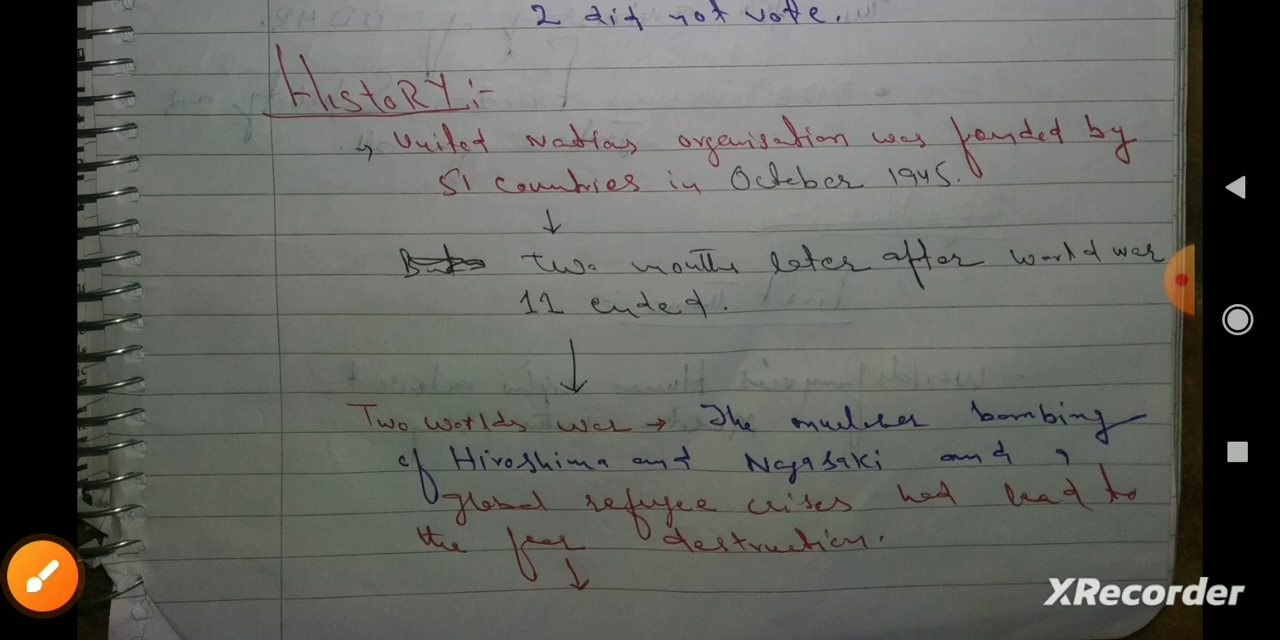 2 did not vote.
HISTORY:-
↳ United Nations organisation was founded by
51 countries in October 1945.
↓
two months later after world war
11 ended.
↓
Two worlds war → The nuclear bombing
of Hiroshima and Nagasaki and ,
global refugee crises had lead to
the fear destruction.
↓
XRecorder